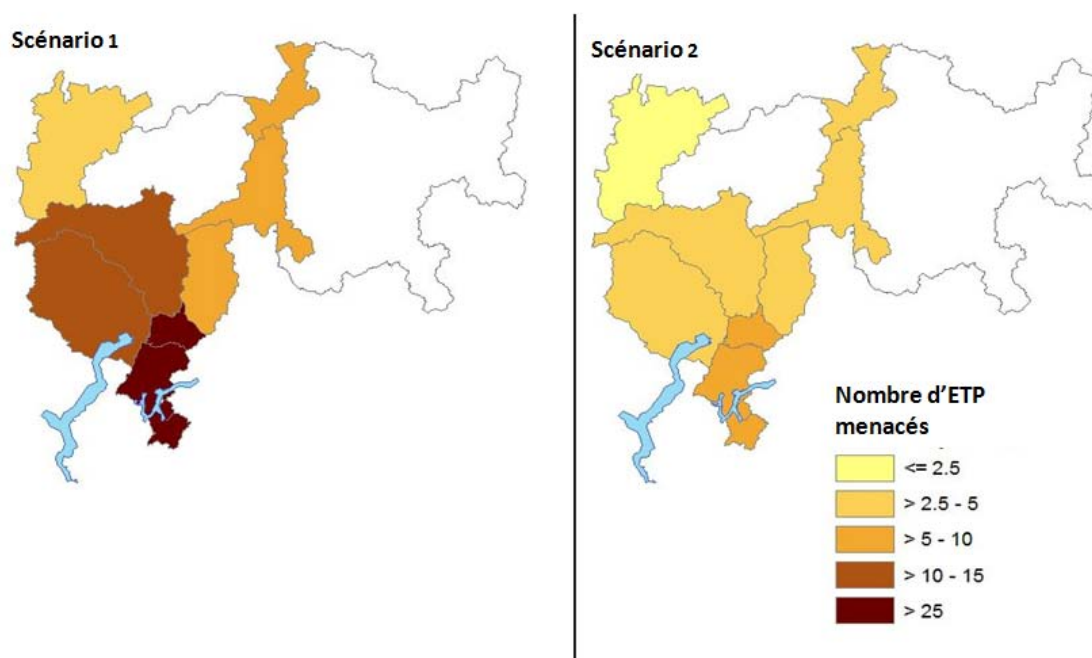 Scénario 1
Scénario 2
Nombre d'ETP
menacés
<= 2.5
> 2.5 - 5
> 5 - 10
> 10 - 15
> 25